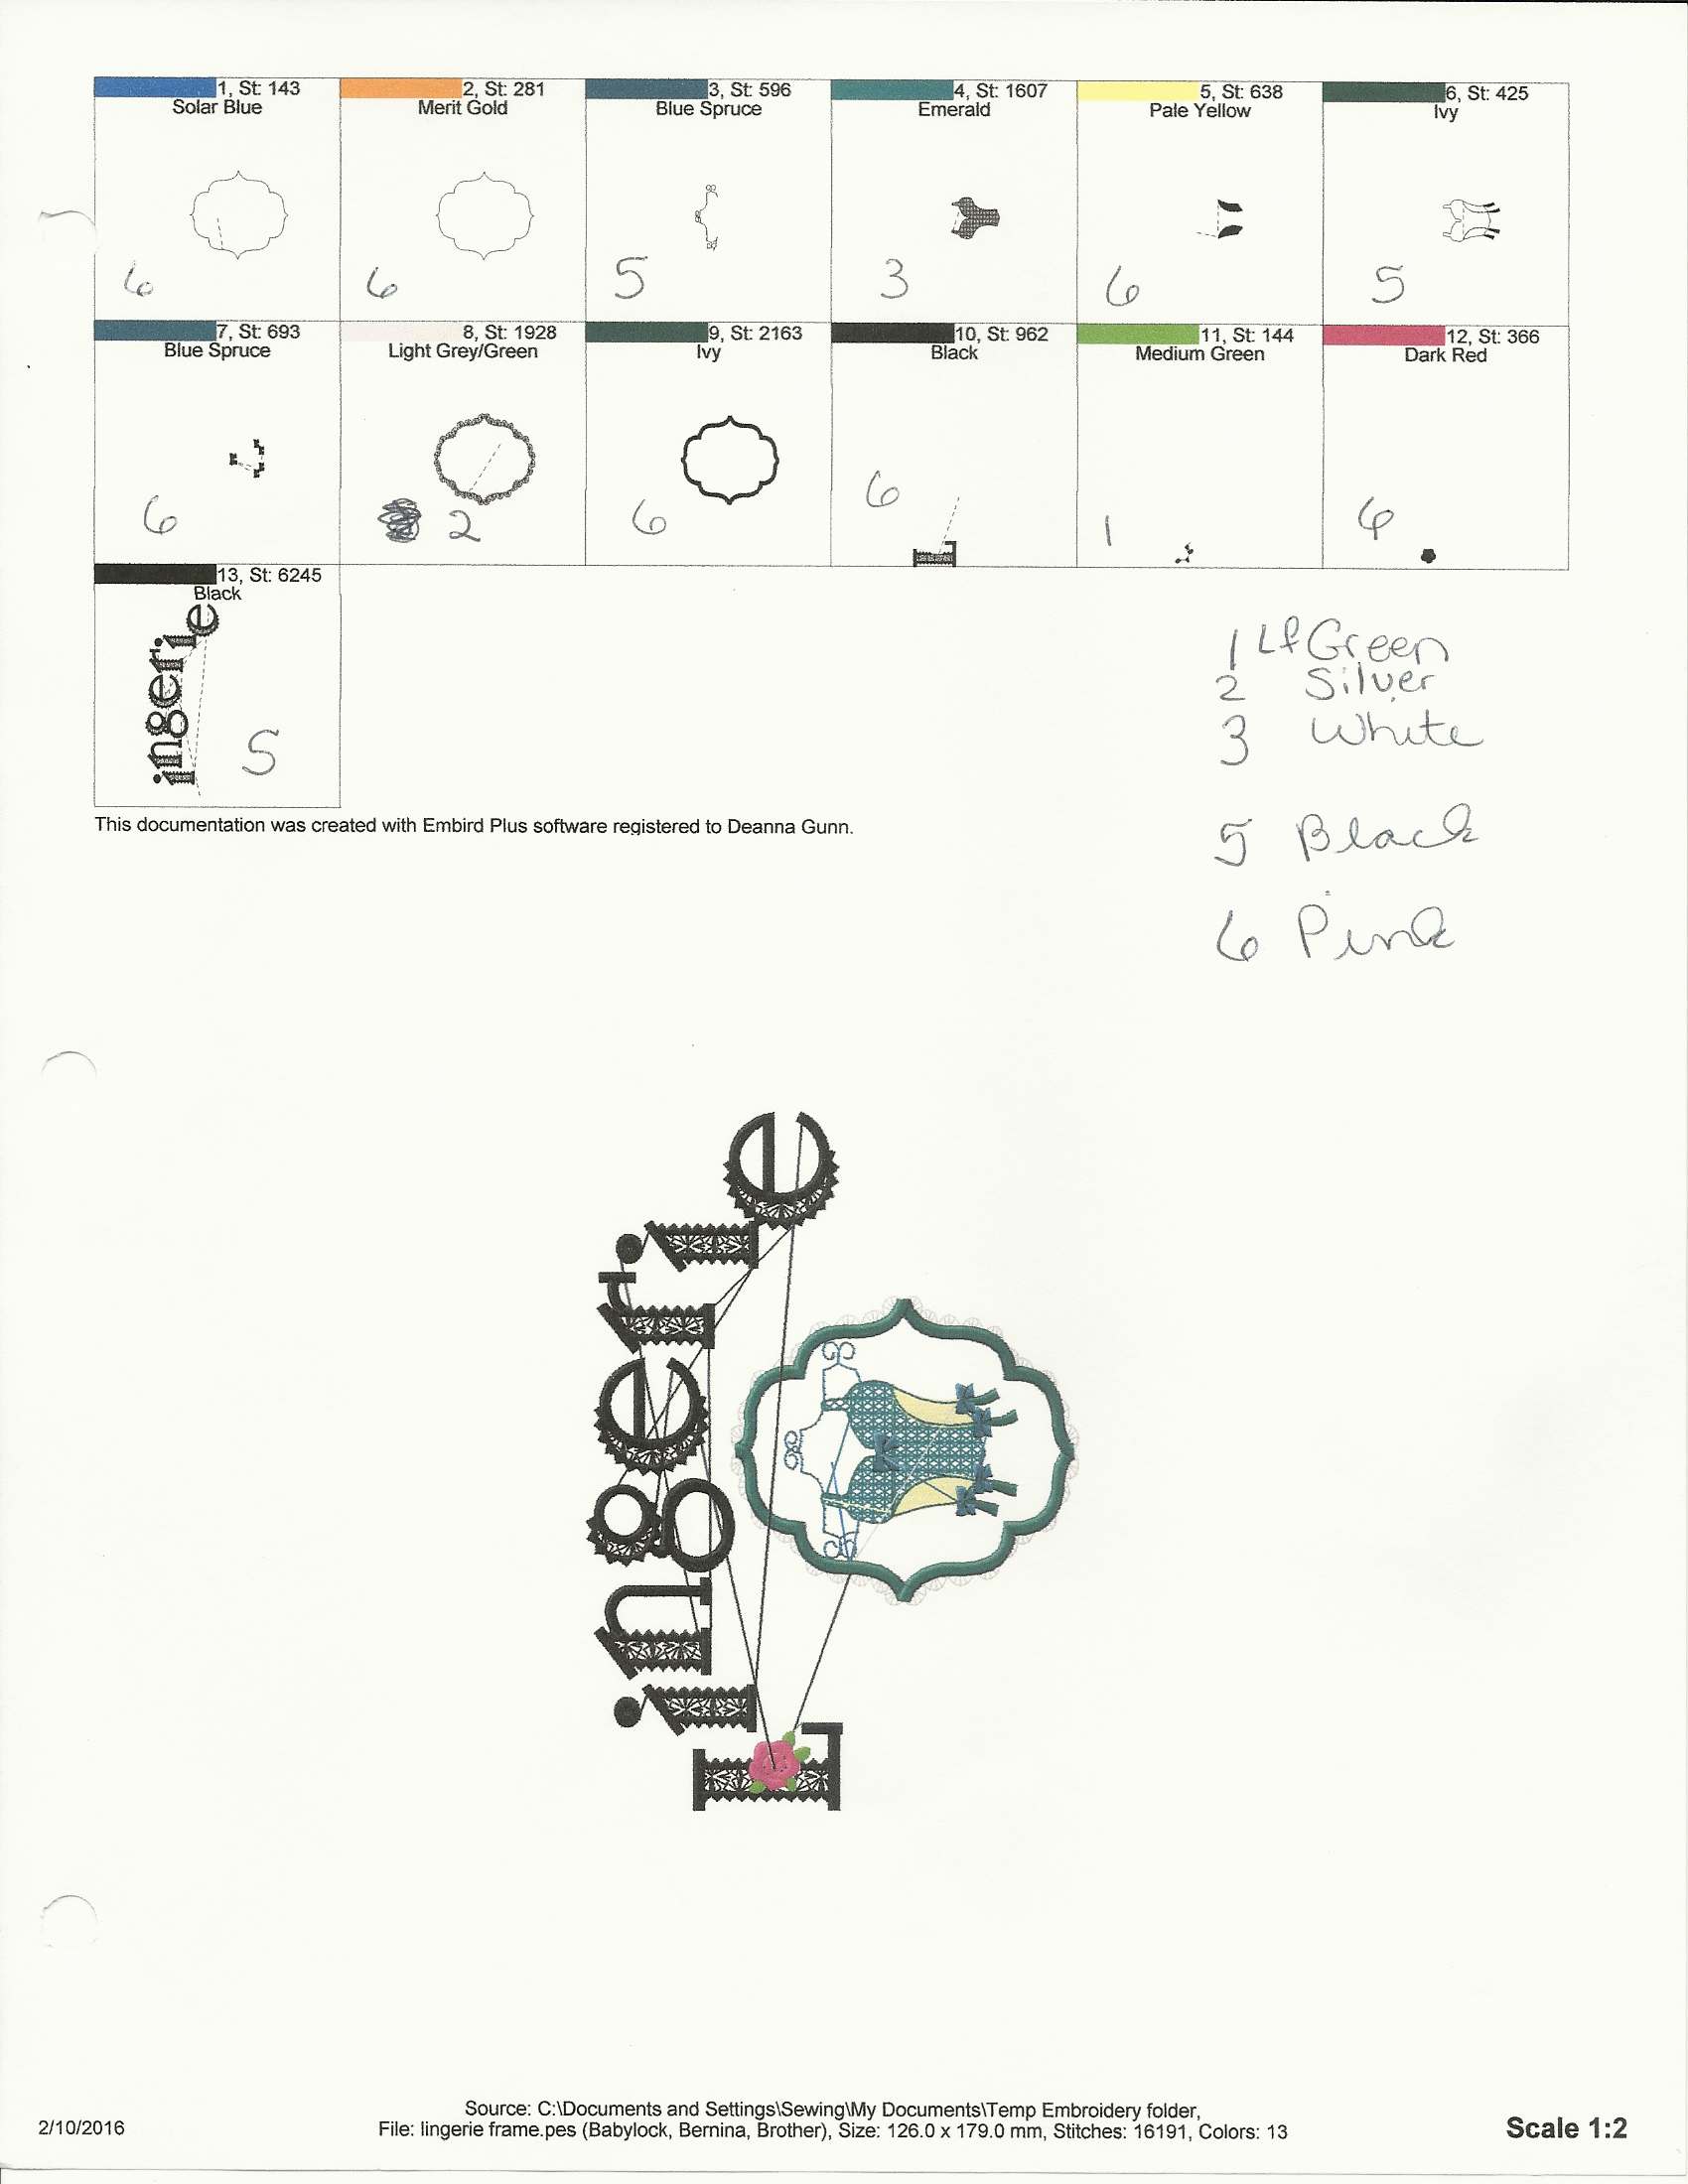 1, St: 143 2, St: 281 3, St: 596 4, St: 1607 5, St: 638 6, St: 425
Solar Blue Merit Gold Blue Spruce Emerald Pale Yellow Ivy
6 6 5 3 6 5
7, St: 693 8, St: 1928 9, St: 2163 10, St: 962 11, St: 144 12, St: 366
Blue Spruce Light Grey/Green Ivy Black Medium Green Dark Red
6 2 6 6 1 6
13, St: 6245
Black
ingerie
5
1 Lf Green
2 Silver
3 White
5 Black
6 Pink
This documentation was created with Embird Plus software registered to Deanna Gunn.
Lingerie
Source: C:\Documents and Settings\Sewing\My Documents\Temp Embroidery folder,
2/10/2016 File: lingerie frame.pes (Babylock, Bernina, Brother), Size: 126.0 x 179.0 mm, Stitches: 16191, Colors: 13 Scale 1:2